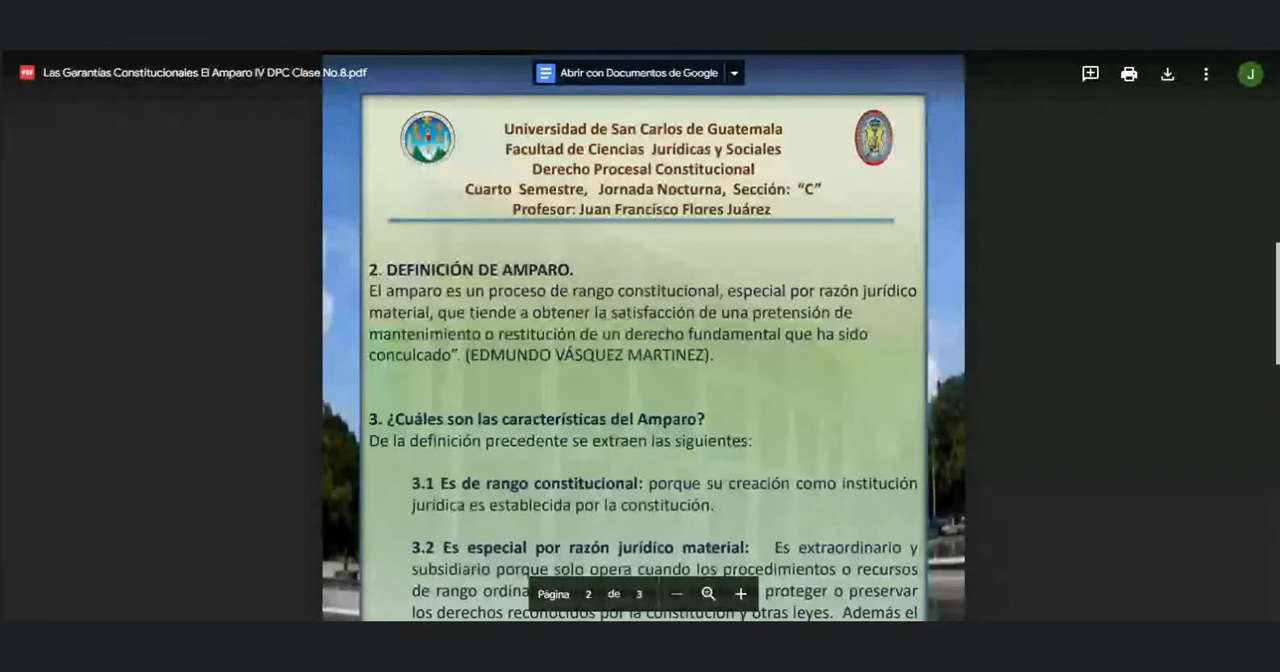 Las Garantías Constitucionales El Amparo IV DPC Clase No.8.pdf
Abrir con Documentos de Google
J
Universidad de San Carlos de Guatemala
Facultad de Ciencias Jurídicas y Sociales
Derecho Procesal Constitucional
Cuarto Semestre, Jornada Nocturna, Sección: “C”
Profesor: Juan Francisco Flores Juárez
2. DEFINICIÓN DE AMPARO.
El amparo es un proceso de rango constitucional, especial por razón jurídico
material, que tiende a obtener la satisfacción de una pretensión de
mantenimiento o restitución de un derecho fundamental que ha sido
conculcado”. (EDMUNDO VÁSQUEZ MARTINEZ).
3. ¿Cuáles son las características del Amparo?
De la definición precedente se extraen las siguientes:
3.1 Es de rango constitucional: porque su creación como institución
jurídica es establecida por la constitución.
3.2 Es especial por razón jurídico material: Es extraordinario y
subsidiario porque solo opera cuando los procedimientos o recursos
de rango proteger o preservar
los derechos reconocidos por la constitución y otras leyes. Además el
Página 2 de 3